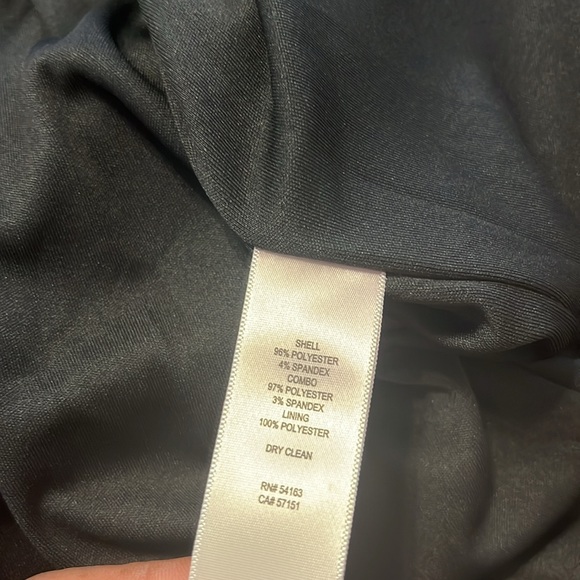 SHELL
96% POLYESTER
4% SPANDEX
COMBO
97% POLYESTER
3% SPANDEX
LINING
100% POLYESTER
DRY CLEAN
RN# 54163
CA# 57151